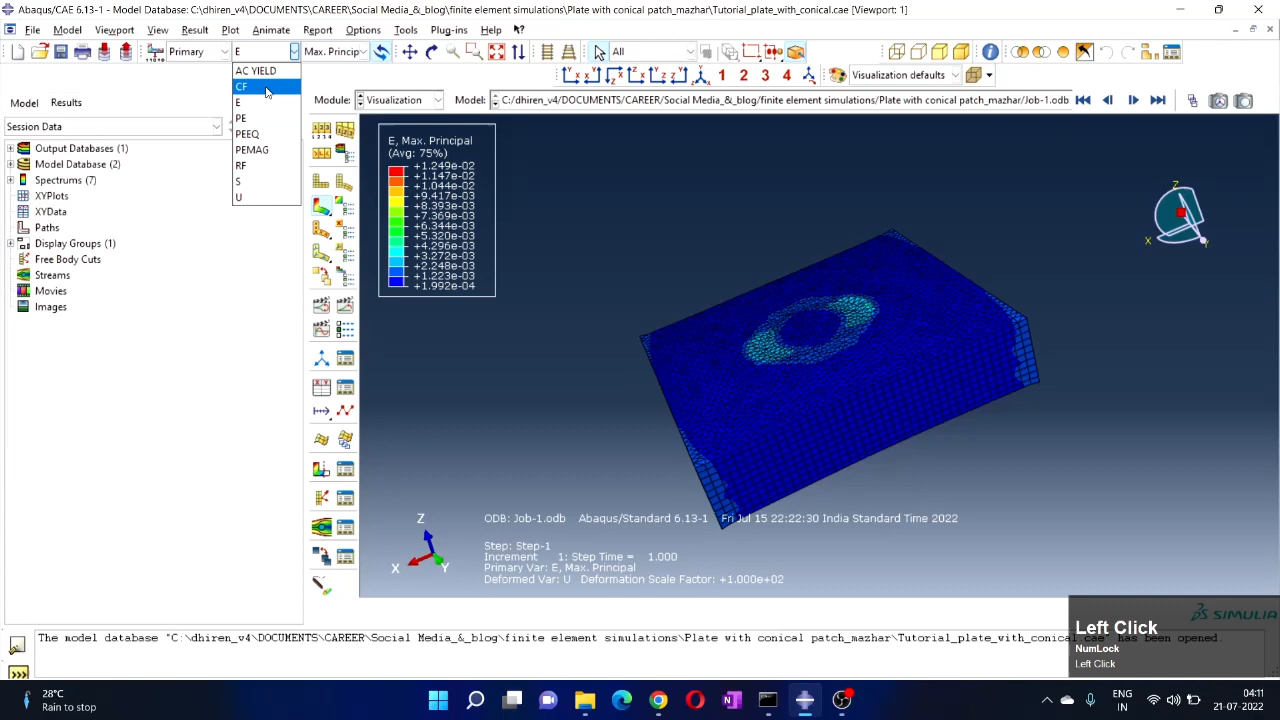 Abaqus/CAE 6.13-1 - Model Database: C:\dhiren_v4\DOCUMENTS\CAREER\Social Media_&_blog\finite element simulations\Plate with conical patch_mazhar\Tutorial_plate_with_conical.cae [Viewport: 1]
File Model Viewport View Result Plot Animate Report Options Tools Plug-ins Help
Primary E Max. Princip All
AC YIELD
CF
E
PE
PEEQ
PEMAG
RF
S
U
1 2 3 4 Visualization defaults
Module: Visualization Model: C:/dhiren_v4/DOCUMENTS/CAREER/Social Media_&_blog/finite element simulations/Plate with conical patch_mazhar/Job-1.odb
Model Results
Session Data
Output Databases (1)
Model Database (2)
Spectrums (7)
XYPlots
XYData
Paths
Display Groups (1)
Free Body Cuts
Streams
Movies
Images
E, Max. Principal
(Avg: 75%)
+1.249e-02
+1.147e-02
+1.044e-02
+9.417e-03
+8.393e-03
+7.369e-03
+6.344e-03
+5.320e-03
+4.296e-03
+3.272e-03
+2.248e-03
+1.223e-03
+1.992e-04
Z
X
Z
X Y
ODB: Job-1.odb Abaqus/Standard 6.13-1 Fri Jul 15 22:22:30 India Standard Time 2022
Step: Step-1
Increment 1: Step Time = 1.000
Primary Var: E, Max. Principal
Deformed Var: U Deformation Scale Factor: +1.000e+02
SIMULIA
The model database "C:\dhiren_v4\DOCUMENTS\CAREER\Social Media_&_blog\finite element simulations\Plate with conical patch_mazhar\Tutorial_plate_with_conical.cae" has been opened.
Left Click
NumLock
Left Click
28°C
Rain to stop
ENG
IN
04:11
21-07-2022